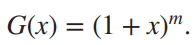 G(x) = (1 + x)^m.